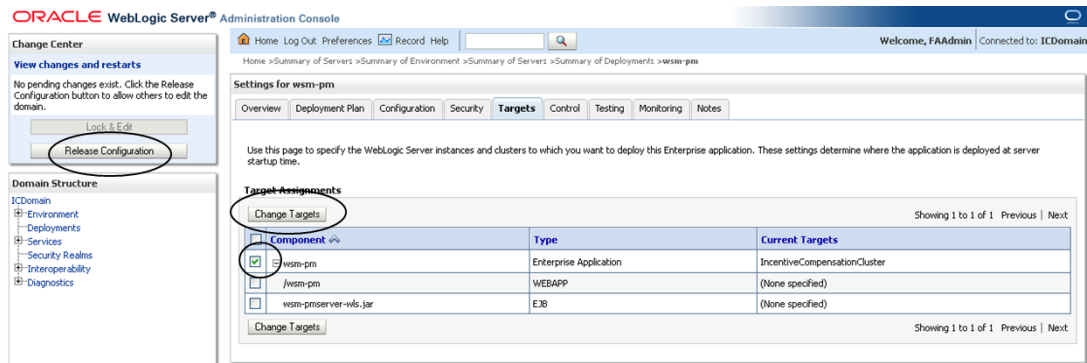 ORACLE WebLogic Server® Administration Console
Change Center
View changes and restarts
No pending changes exist. Click the Release
Configuration button to allow others to edit the
domain.
Lock & Edit
Release Configuration
Domain Structure
ICDomain
Environment
Deployments
Services
Security Realms
Interoperability
Diagnostics
Home Log Out Preferences Record Help
Welcome, FAAdmin Connected to: ICDomain
Home >Summary of Servers >Summary of Environment >Summary of Servers >Summary of Deployments >wsm-pm
Settings for wsm-pm
Overview Deployment Plan Configuration Security Targets Control Testing Monitoring Notes
Use this page to specify the WebLogic Server instances and clusters to which you want to deploy this Enterprise application. These settings determine where the application is deployed at server
startup time.
Target Assignments
Change Targets Showing 1 to 1 of 1 Previous | Next
Component Type Current Targets
wsm-pm Enterprise Application IncentiveCompensationCluster
/wsm-pm WEBAPP (None specified)
wsm-pmserver-wls.jar EJB (None specified)
Change Targets Showing 1 to 1 of 1 Previous | Next